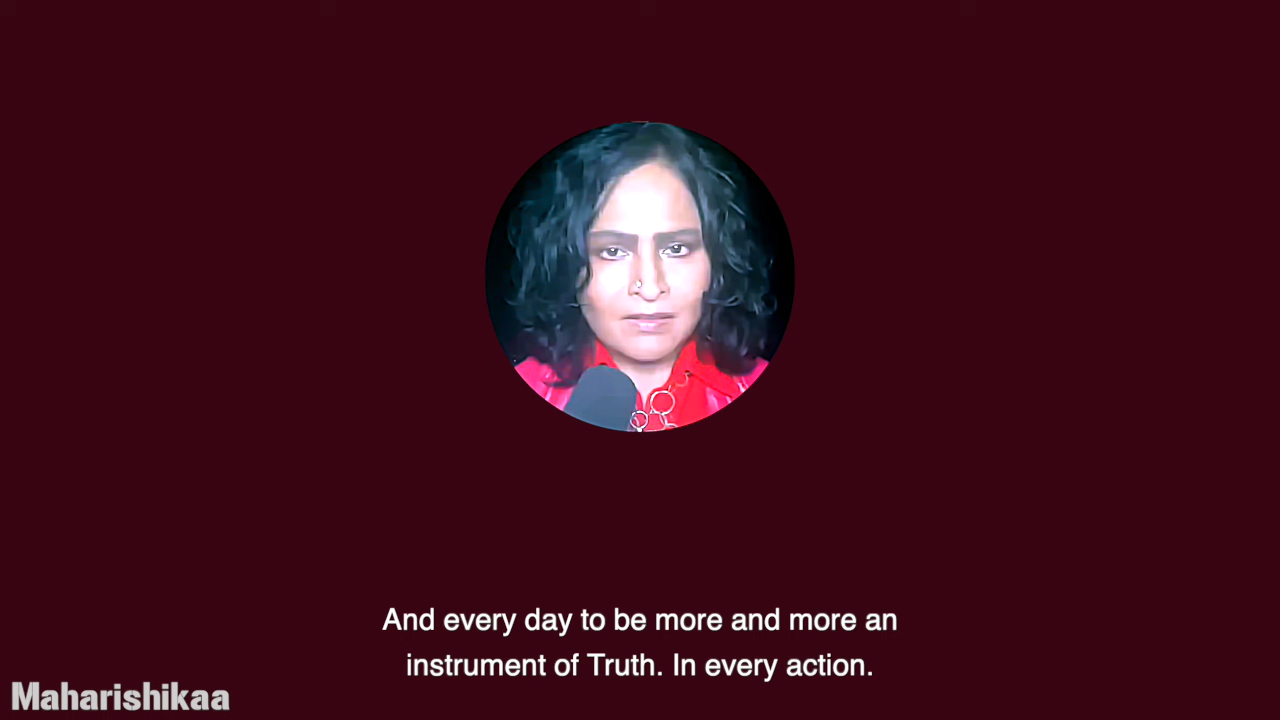 And every day to be more and more an
instrument of Truth. In every action.
Maharishikaa